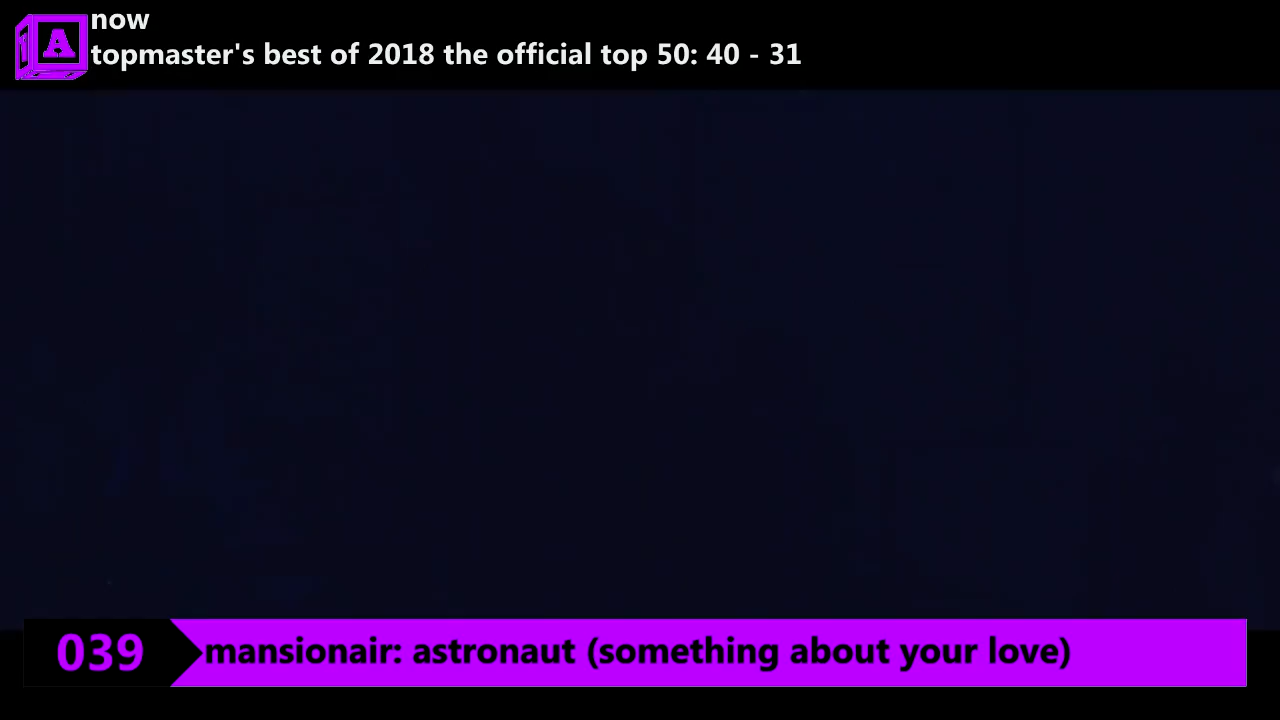 A
now
topmaster's best of 2018 the official top 50: 40 - 31
039
mansionair: astronaut (something about your love)